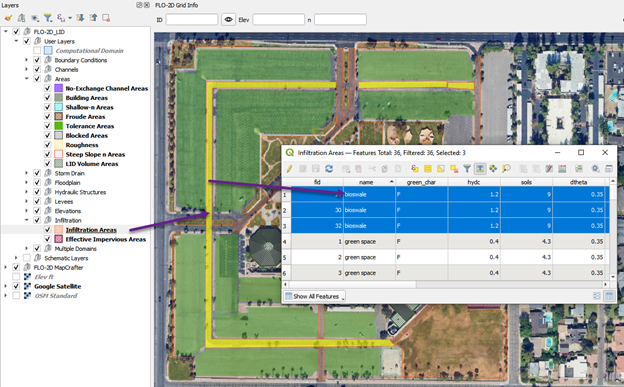 Layers
FLO-2D_LID
User Layers
Computational Domain
Boundary Conditions
Channels
Areas
No-Exchange Channel Areas
Building Areas
Shallow-n Areas
Froude Areas
Tolerance Areas
Blocked Areas
Roughness
Steep Slope n Areas
LID Volume Areas
Storm Drain
Floodplain
Hydraulic Structures
Levees
Elevations
Infiltration
Infiltration Areas
Effective Impervious Areas
Multiple Domains
Schematic Layers
FLO-2D MapCrafter
Elev ft
Google Satellite
OSM Standard
FLO-2D Grid Info
ID Elev n
Infiltration Areas — Features Total: 36, Filtered: 36, Selected: 3
fid name green_char hydc soils dtheta
1 bioswale F 1.2 9 0.35
2 30 bioswale F 1.2 9 0.35
3 32 bioswale F 1.2 9 0.35
4 1 green space F 0.4 4.3 0.35
5 2 green space F 0.4 4.3 0.35
6 3 green space F 0.4 4.3 0.35
Show All Features